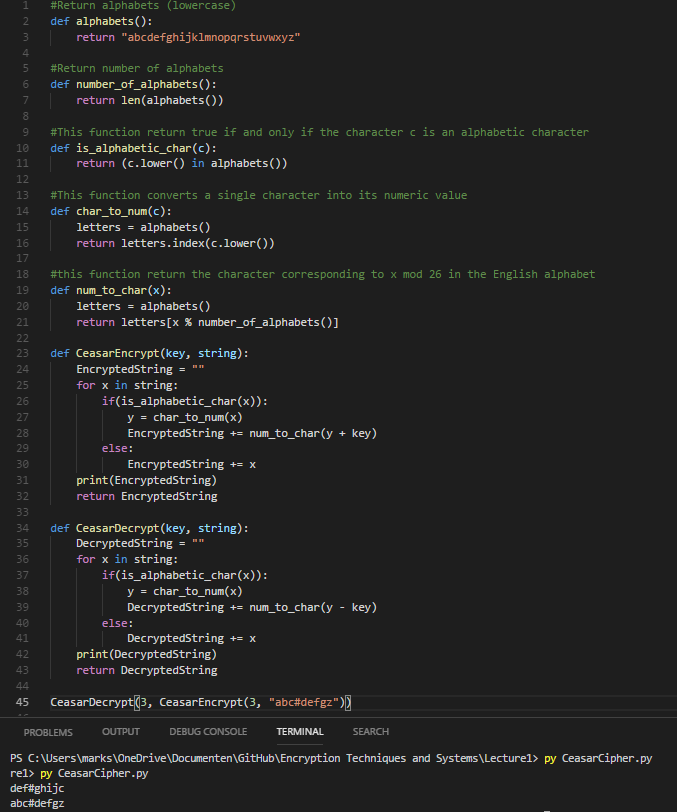 1 #Return alphabets (lowercase)
2 def alphabets():
3     return "abcdefghijklmnopqrstuvwxyz"
4
5 #Return number of alphabets
6 def number_of_alphabets():
7     return len(alphabets())
8
9 #This function return true if and only if the character c is an alphabetic character
10 def is_alphabetic_char(c):
11     return (c.lower() in alphabets())
12
13 #This function converts a single character into its numeric value
14 def char_to_num(c):
15     letters = alphabets()
16     return letters.index(c.lower())
17
18 #this function return the character corresponding to x mod 26 in the English alphabet
19 def num_to_char(x):
20     letters = alphabets()
21     return letters[x % number_of_alphabets()]
22
23 def CeasarEncrypt(key, string):
24     EncryptedString = ""
25     for x in string:
26         if(is_alphabetic_char(x)):
27             y = char_to_num(x)
28             EncryptedString += num_to_char(y + key)
29         else:
30             EncryptedString += x
31     print(EncryptedString)
32     return EncryptedString
33
34 def CeasarDecrypt(key, string):
35     DecryptedString = ""
36     for x in string:
37         if(is_alphabetic_char(x)):
38             y = char_to_num(x)
39             DecryptedString += num_to_char(y - key)
40         else:
41             DecryptedString += x
42     print(DecryptedString)
43     return DecryptedString
44
45 CeasarDecrypt(3, CeasarEncrypt(3, "abc#defgz"))
PROBLEMS OUTPUT DEBUG CONSOLE TERMINAL SEARCH
PS C:\Users\marks\OneDrive\Documenten\GitHub\Encryption Techniques and Systems\Lecture1> py CeasarCipher.py
re1> py CeasarCipher.py
def#ghijc
abc#defgz